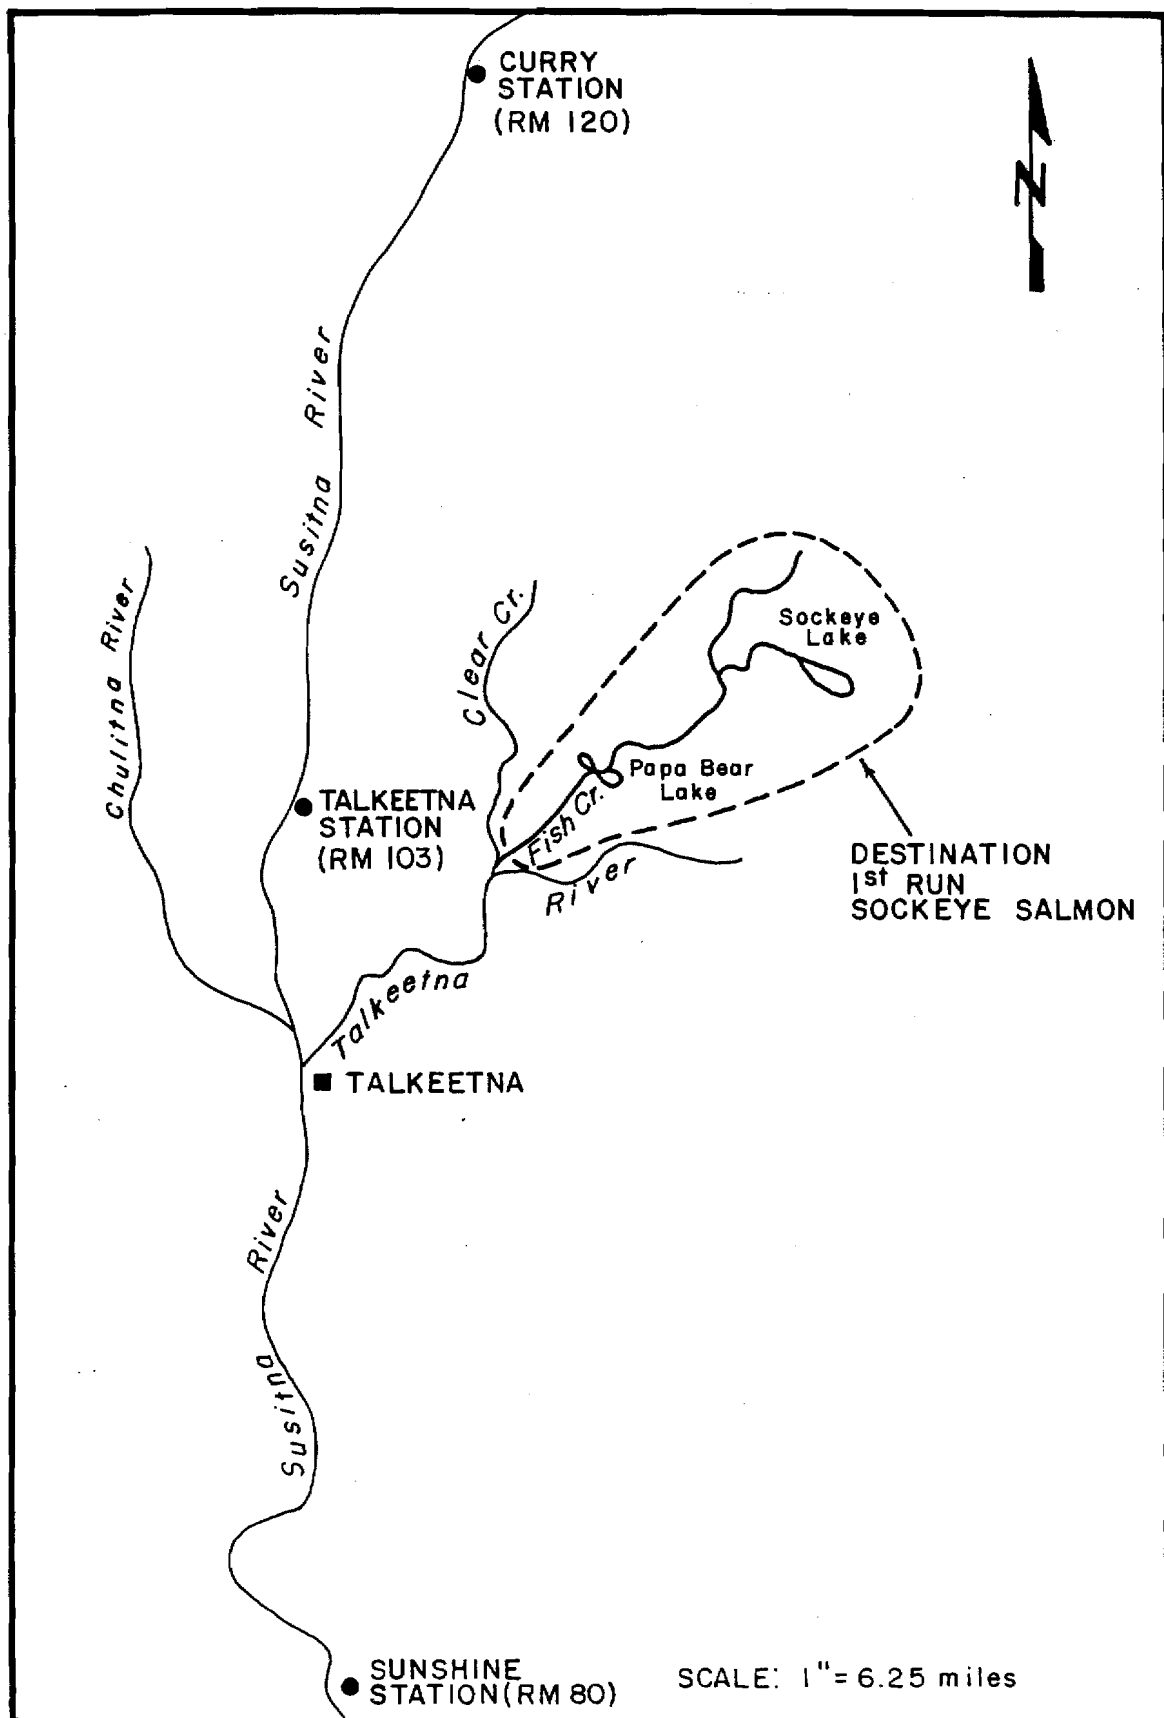 CURRY
STATION
(RM 120)
N
Susitna River
Chulitna River
Clear Cr.
Sockeye
Lake
Papa Bear
Lake
Fish Cr.
TALKEETNA
STATION
(RM 103)
DESTINATION
1st RUN
SOCKEYE SALMON
Talkeetna River
TALKEETNA
Susitna River
SUNSHINE
STATION (RM 80)
SCALE: 1" = 6.25 miles